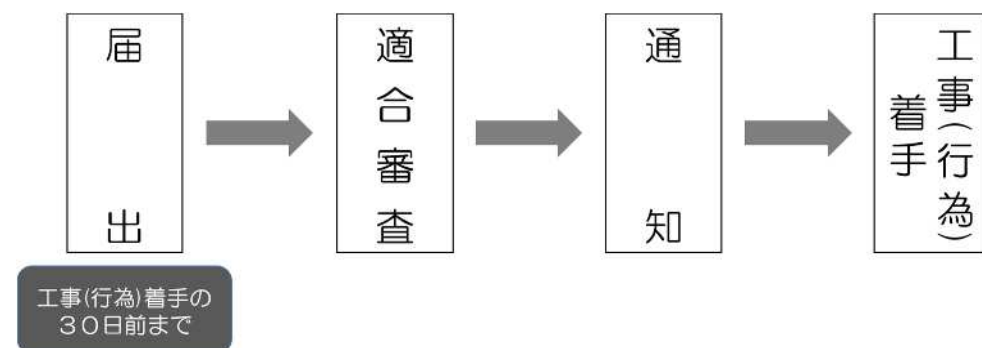 届出
適合審査
通知
工事(行為)
着手
工事(行為)着手の
３０日前まで